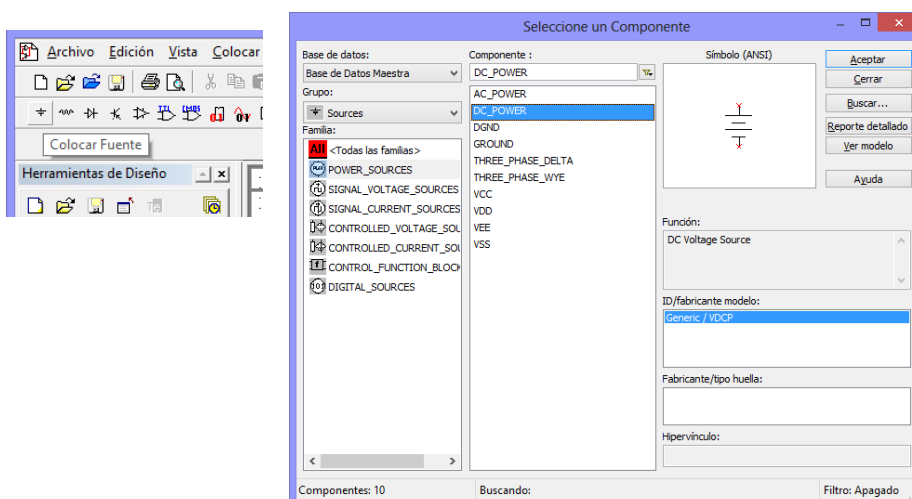 Archivo Edición Vista Colocar
Colocar Fuente
Herramientas de Diseño
Seleccione un Componente
Base de datos:
Base de Datos Maestra
Grupo:
Sources
Familia:
All <Todas las familias>
POWER_SOURCES
SIGNAL_VOLTAGE_SOURCES
SIGNAL_CURRENT_SOURCES
CONTROLLED_VOLTAGE_SOU
CONTROLLED_CURRENT_SOU
CONTROL_FUNCTION_BLOCK
DIGITAL_SOURCES
Componente :
DC_POWER
AC_POWER
DC_POWER
DGND
GROUND
THREE_PHASE_DELTA
THREE_PHASE_WYE
VCC
VDD
VEE
VSS
Símbolo (ANSI)
Función:
DC Voltage Source
ID/fabricante modelo:
Generic / VDCP
Fabricante/tipo huella:
Hipervínculo:
Aceptar
Cerrar
Buscar...
Reporte detallado
Ver modelo
Ayuda
Componentes: 10 Buscando: Filtro: Apagado